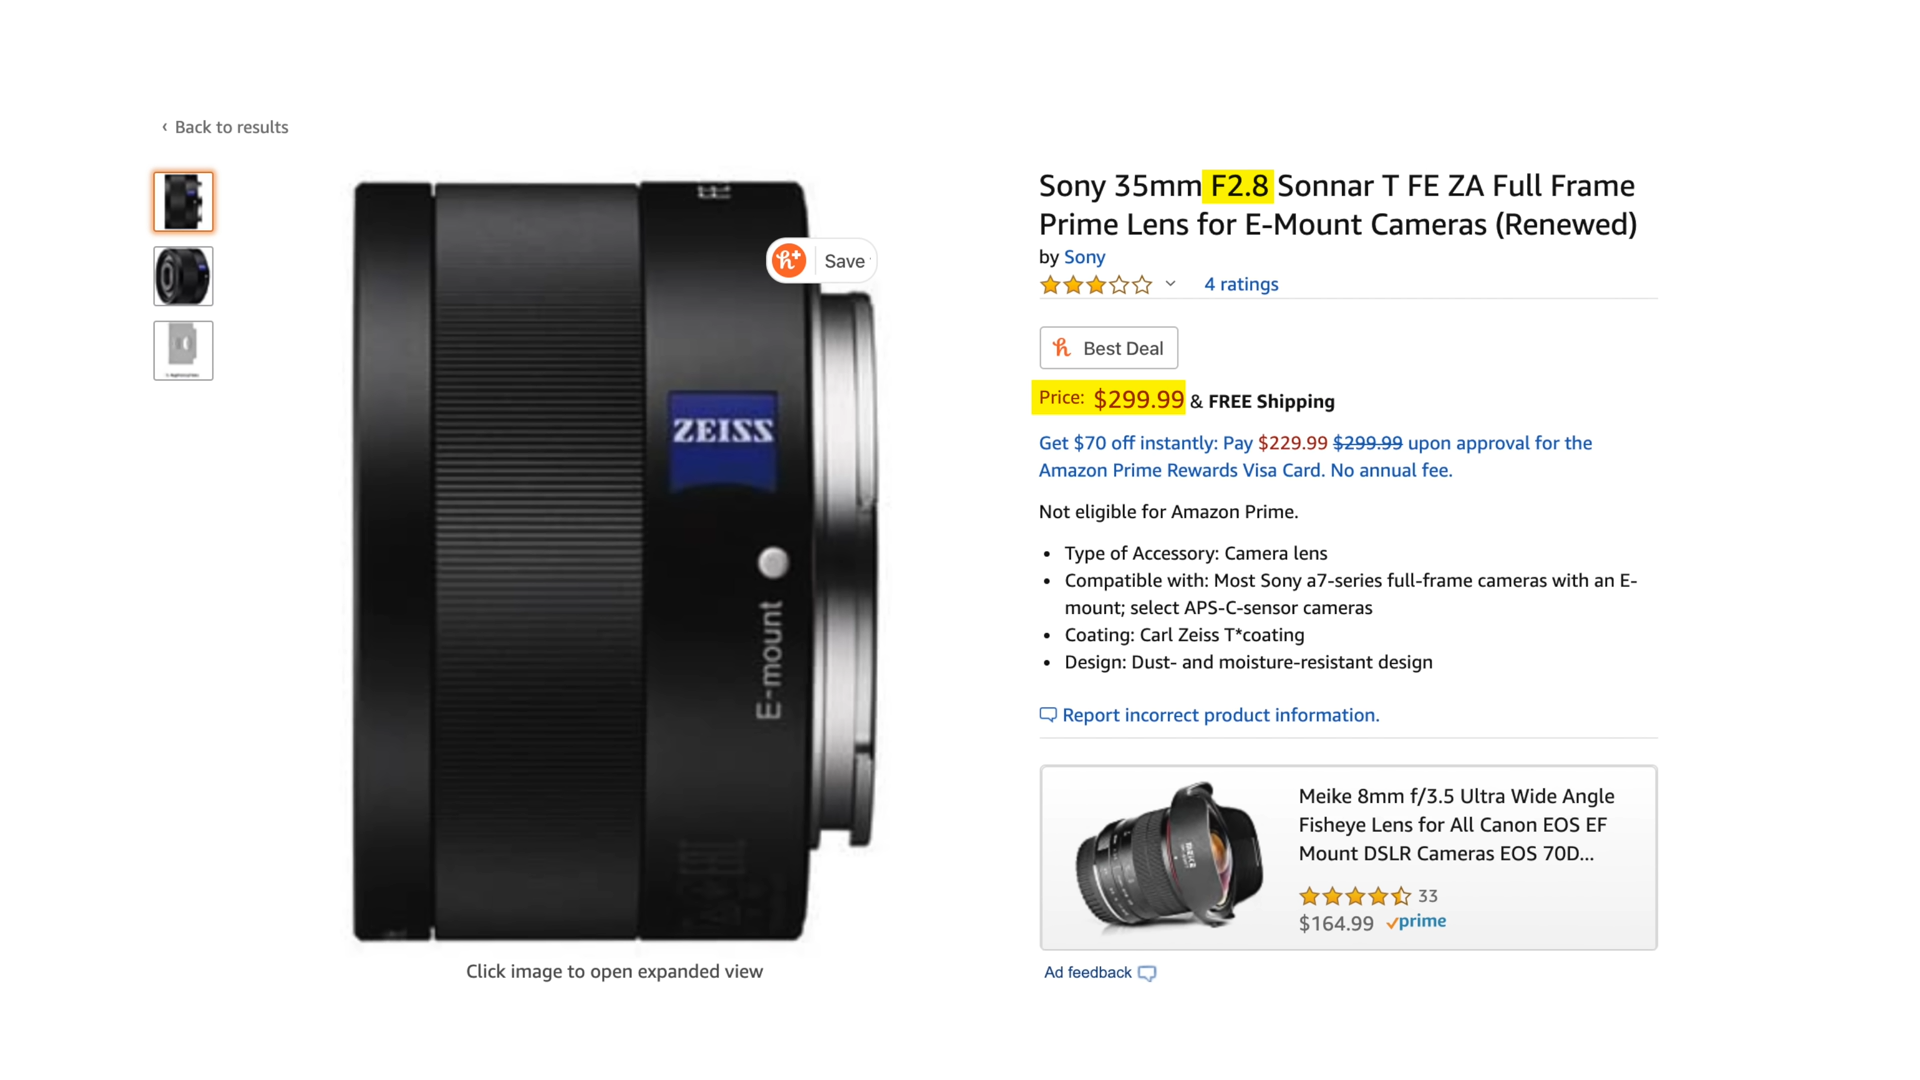 ‹ Back to results
Sony 35mm F2.8 Sonnar T FE ZA Full Frame
Prime Lens for E-Mount Cameras (Renewed)
by Sony
4 ratings
Save
Best Deal
Price: $299.99 & FREE Shipping
Get $70 off instantly: Pay $229.99 $299.99 upon approval for the
Amazon Prime Rewards Visa Card. No annual fee.
Not eligible for Amazon Prime.
• Type of Accessory: Camera lens
• Compatible with: Most Sony a7-series full-frame cameras with an E-
mount; select APS-C-sensor cameras
• Coating: Carl Zeiss T*coating
• Design: Dust- and moisture-resistant design
Report incorrect product information.
ZEISS
E-mount
Meike 8mm f/3.5 Ultra Wide Angle
Fisheye Lens for All Canon EOS EF
Mount DSLR Cameras EOS 70D...
33
$164.99 prime
Click image to open expanded view
Ad feedback